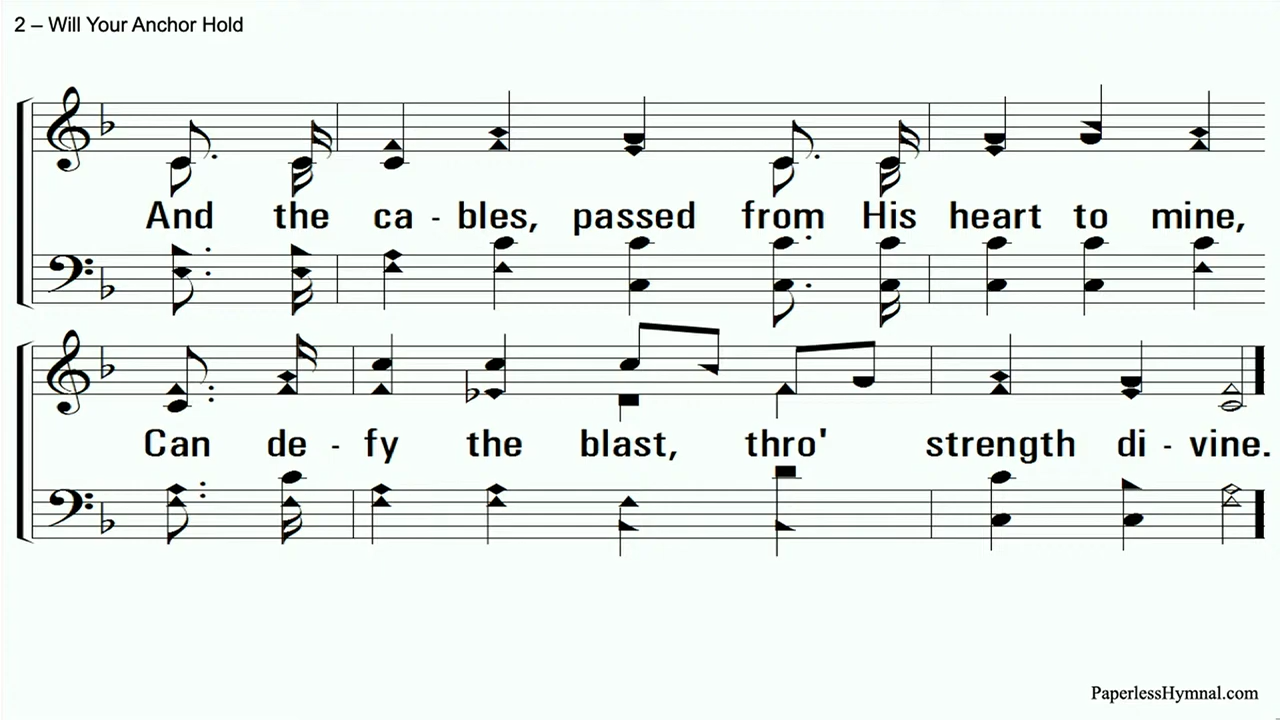 2 – Will Your Anchor Hold
And the ca - bles, passed from His heart to mine,
Can de - fy the blast, thro' strength di - vine.
PaperlessHymnal.com